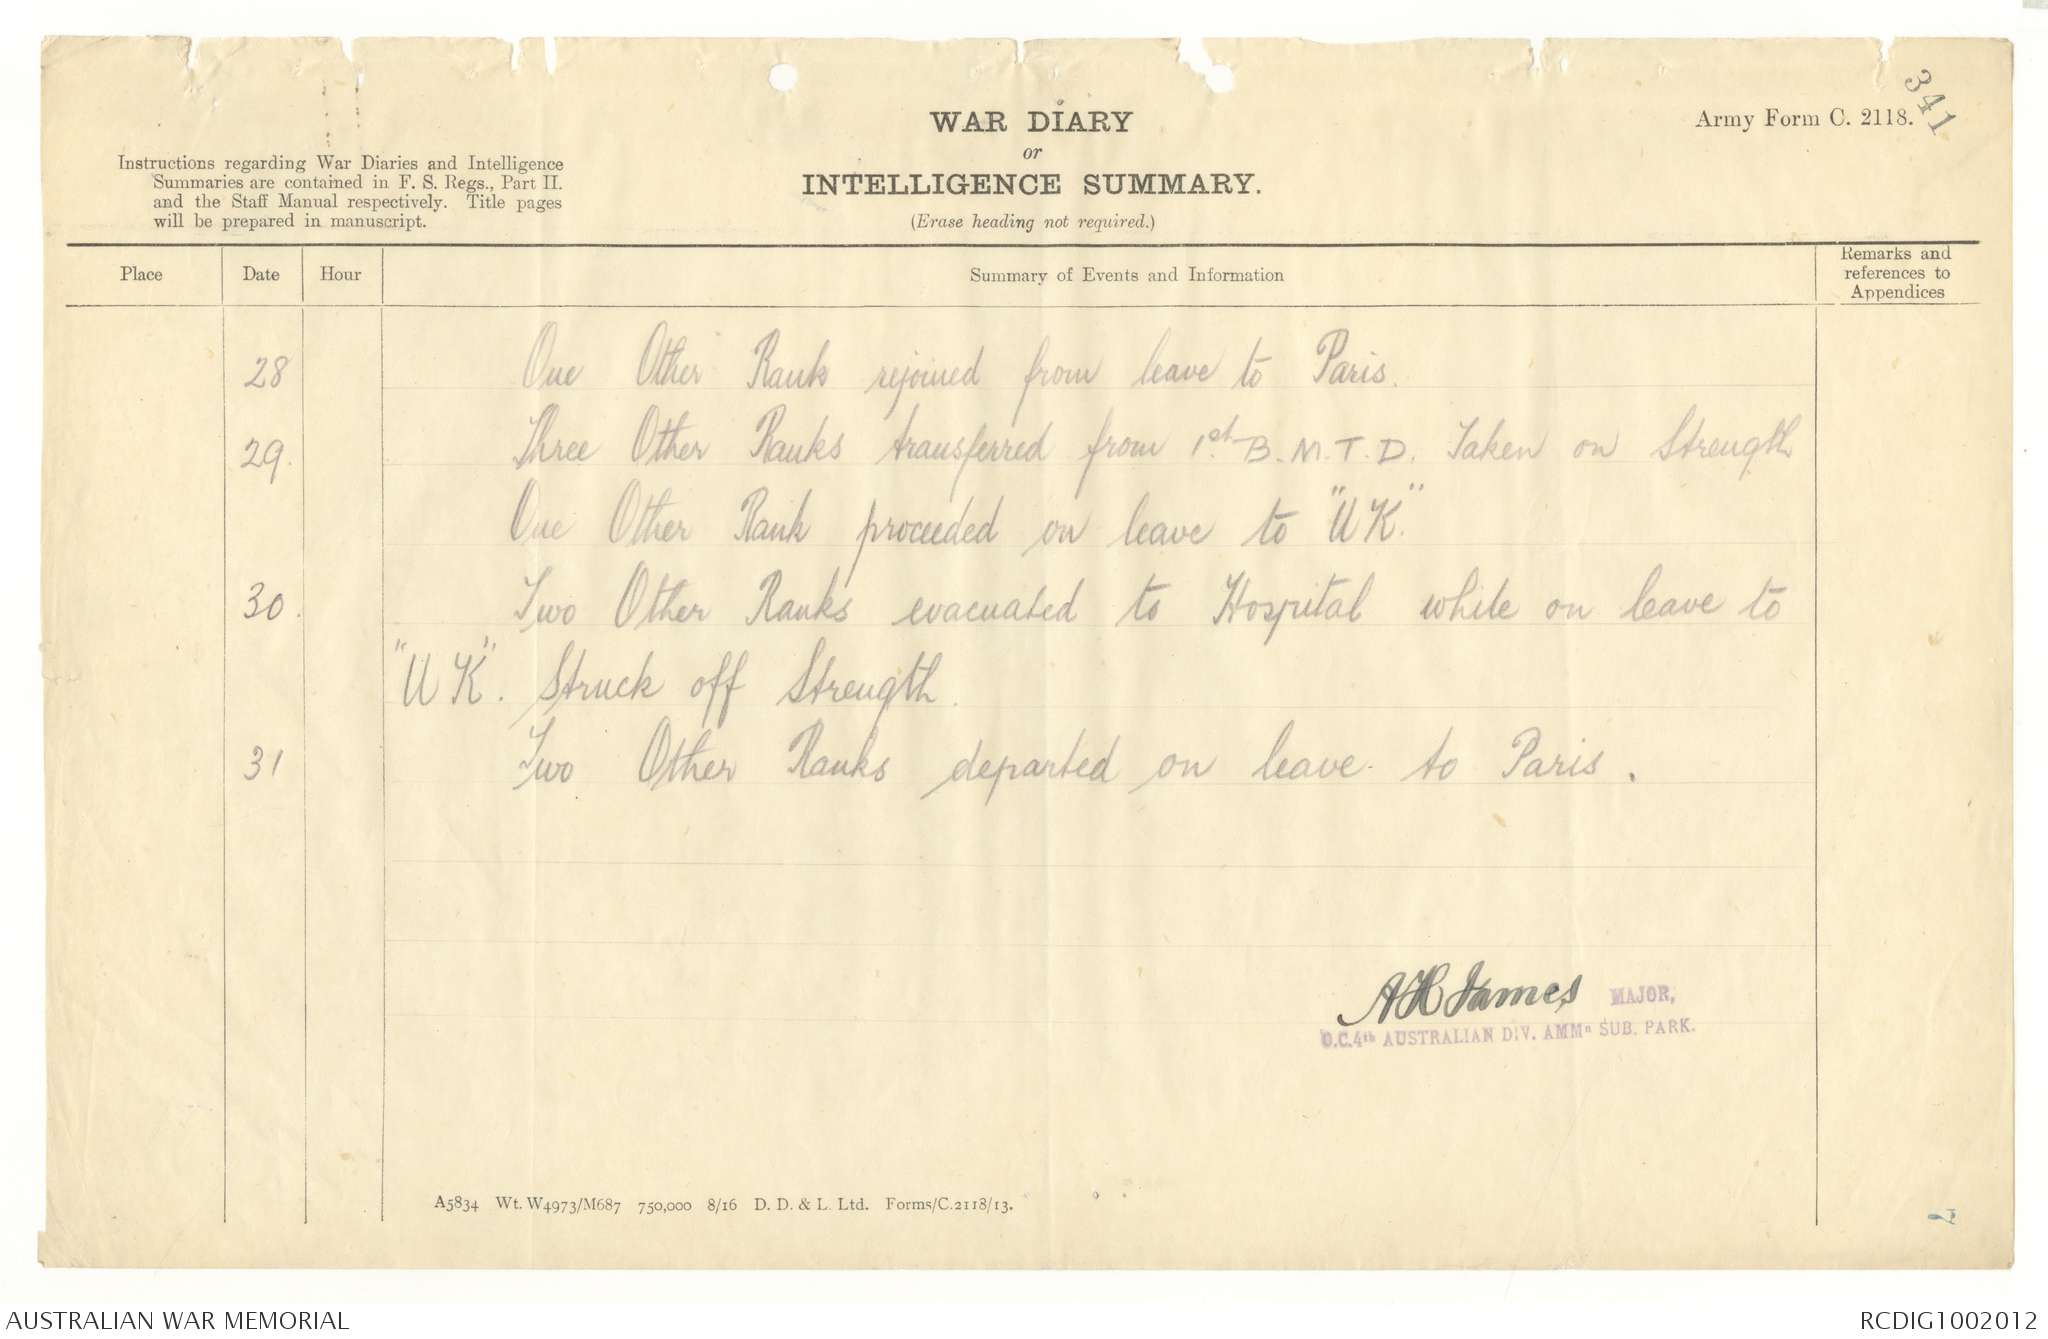 341
Army Form C. 2118.
WAR DIARY
or
INTELLIGENCE SUMMARY.
(Erase heading not required.)
Instructions regarding War Diaries and Intelligence
Summaries are contained in F. S. Regs., Part II.
and the Staff Manual respectively. Title pages
will be prepared in manuscript.
Place Date Hour Summary of Events and Information Remarks and
references to
Appendices
28 One Other Rank rejoined from leave to Paris.
29. Three Other Ranks transferred from 1st. B.M.T.D. Taken on Strength
One Other Rank proceeded on leave to "UK."
30. Two Other Ranks evacuated to Hospital while on leave to
"UK". Struck off Strength.
31 Two Other Ranks departed on leave to Paris.
AH James MAJOR,
O.C. 4th AUSTRALIAN DIV. AMMn SUB. PARK.
A5834 Wt. W4973/M687 750,000 8/16 D. D. & L. Ltd. Forms/C.2118/13.
AUSTRALIAN WAR MEMORIAL
RCDIG1002012